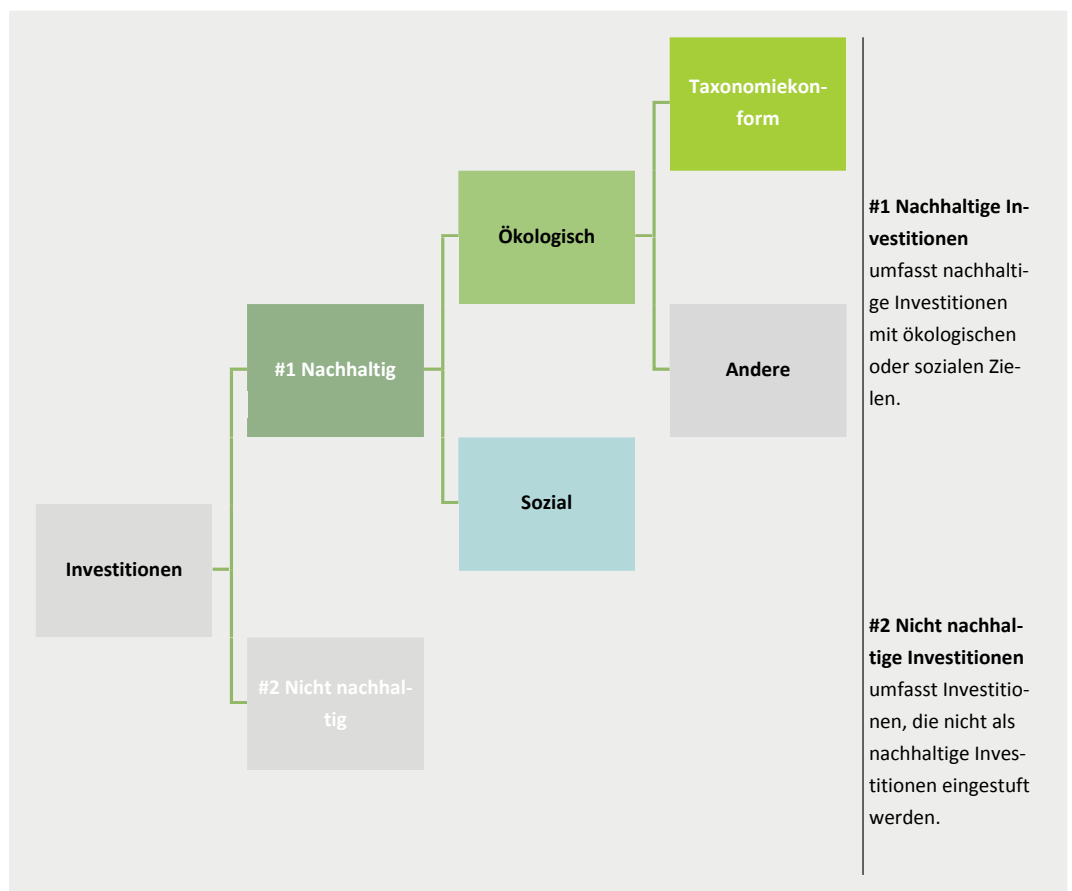 Taxonomiekon-
form
Ökologisch
#1 Nachhaltig
Andere
Sozial
Investitionen
#2 Nicht nachhal-
tig
#1 Nachhaltige In-
vestitionen
umfasst nachhalti-
ge Investitionen
mit ökologischen
oder sozialen Zie-
len.
#2 Nicht nachhal-
tige Investitionen
umfasst Investitio-
nen, die nicht als
nachhaltige Inves-
titionen eingestuft
werden.